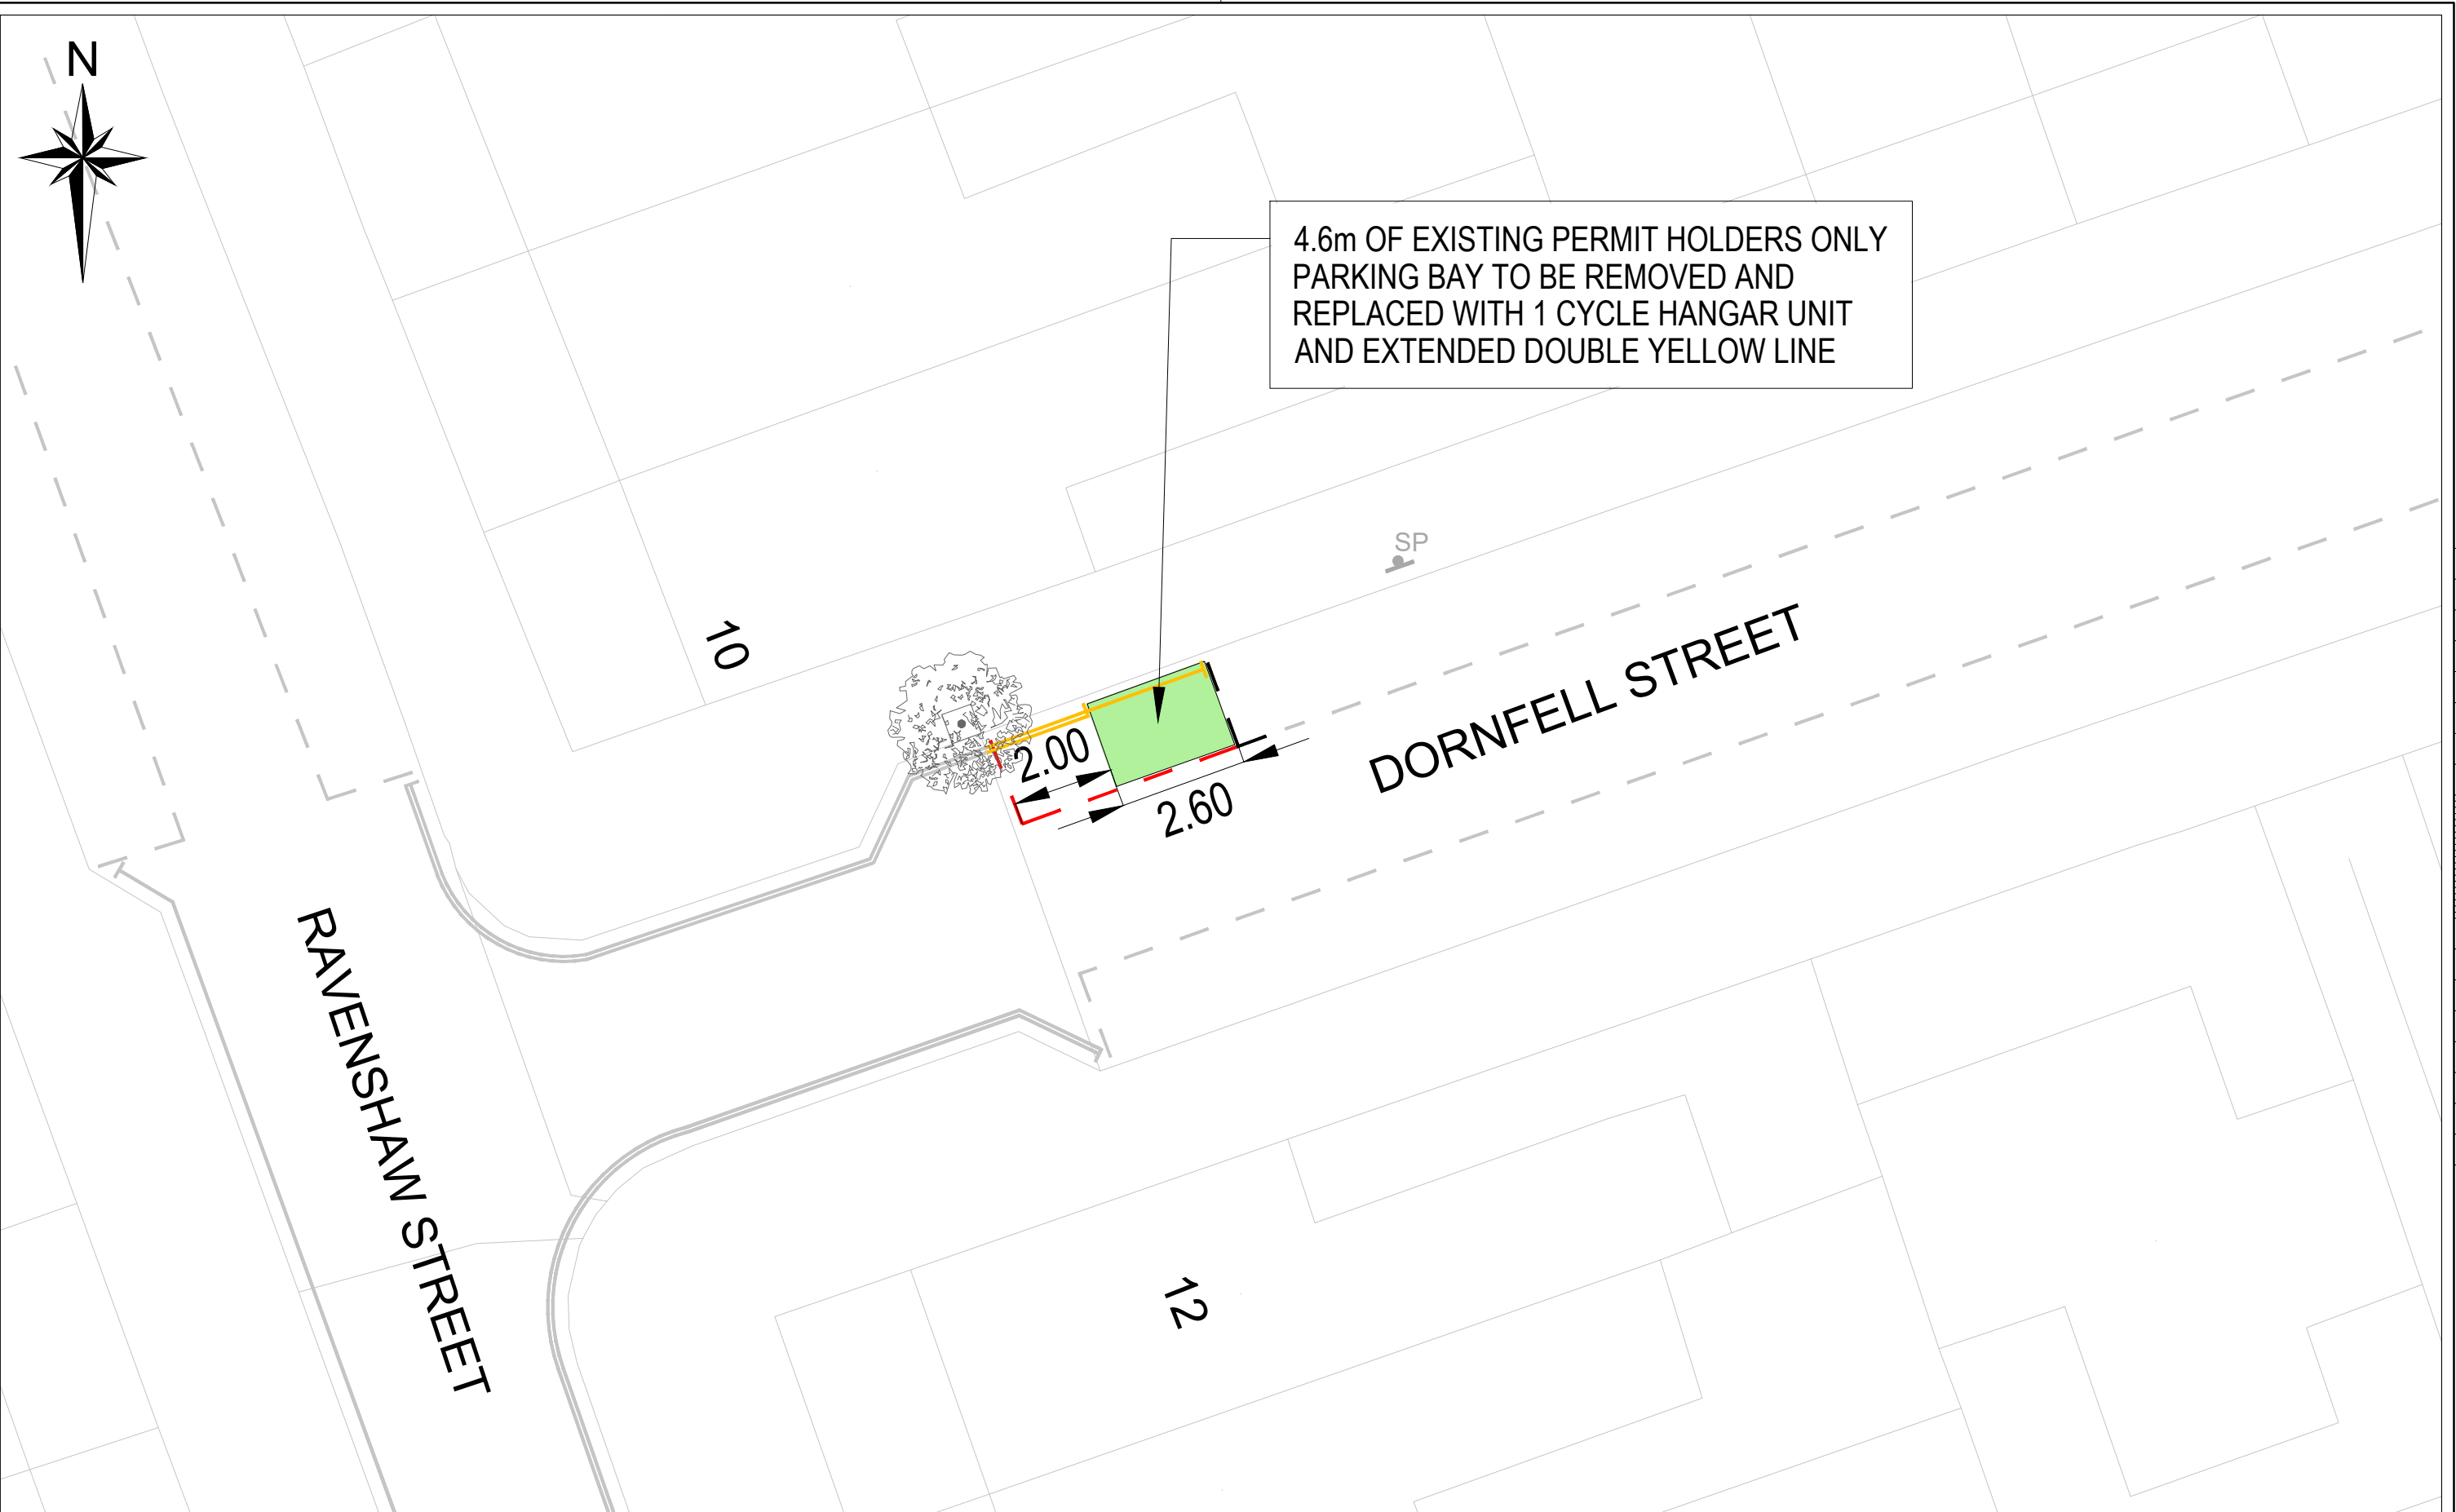 N
4.6m OF EXISTING PERMIT HOLDERS ONLY
PARKING BAY TO BE REMOVED AND
REPLACED WITH 1 CYCLE HANGAR UNIT
AND EXTENDED DOUBLE YELLOW LINE
SP
10
2.00
2.60
DORNFELL STREET
RAVENSHAW STREET
12